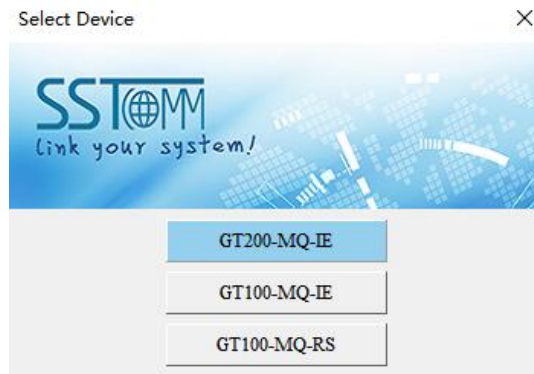 Select Device
SSTCOMM
link your system!
GT200-MQ-IE
GT100-MQ-IE
GT100-MQ-RS